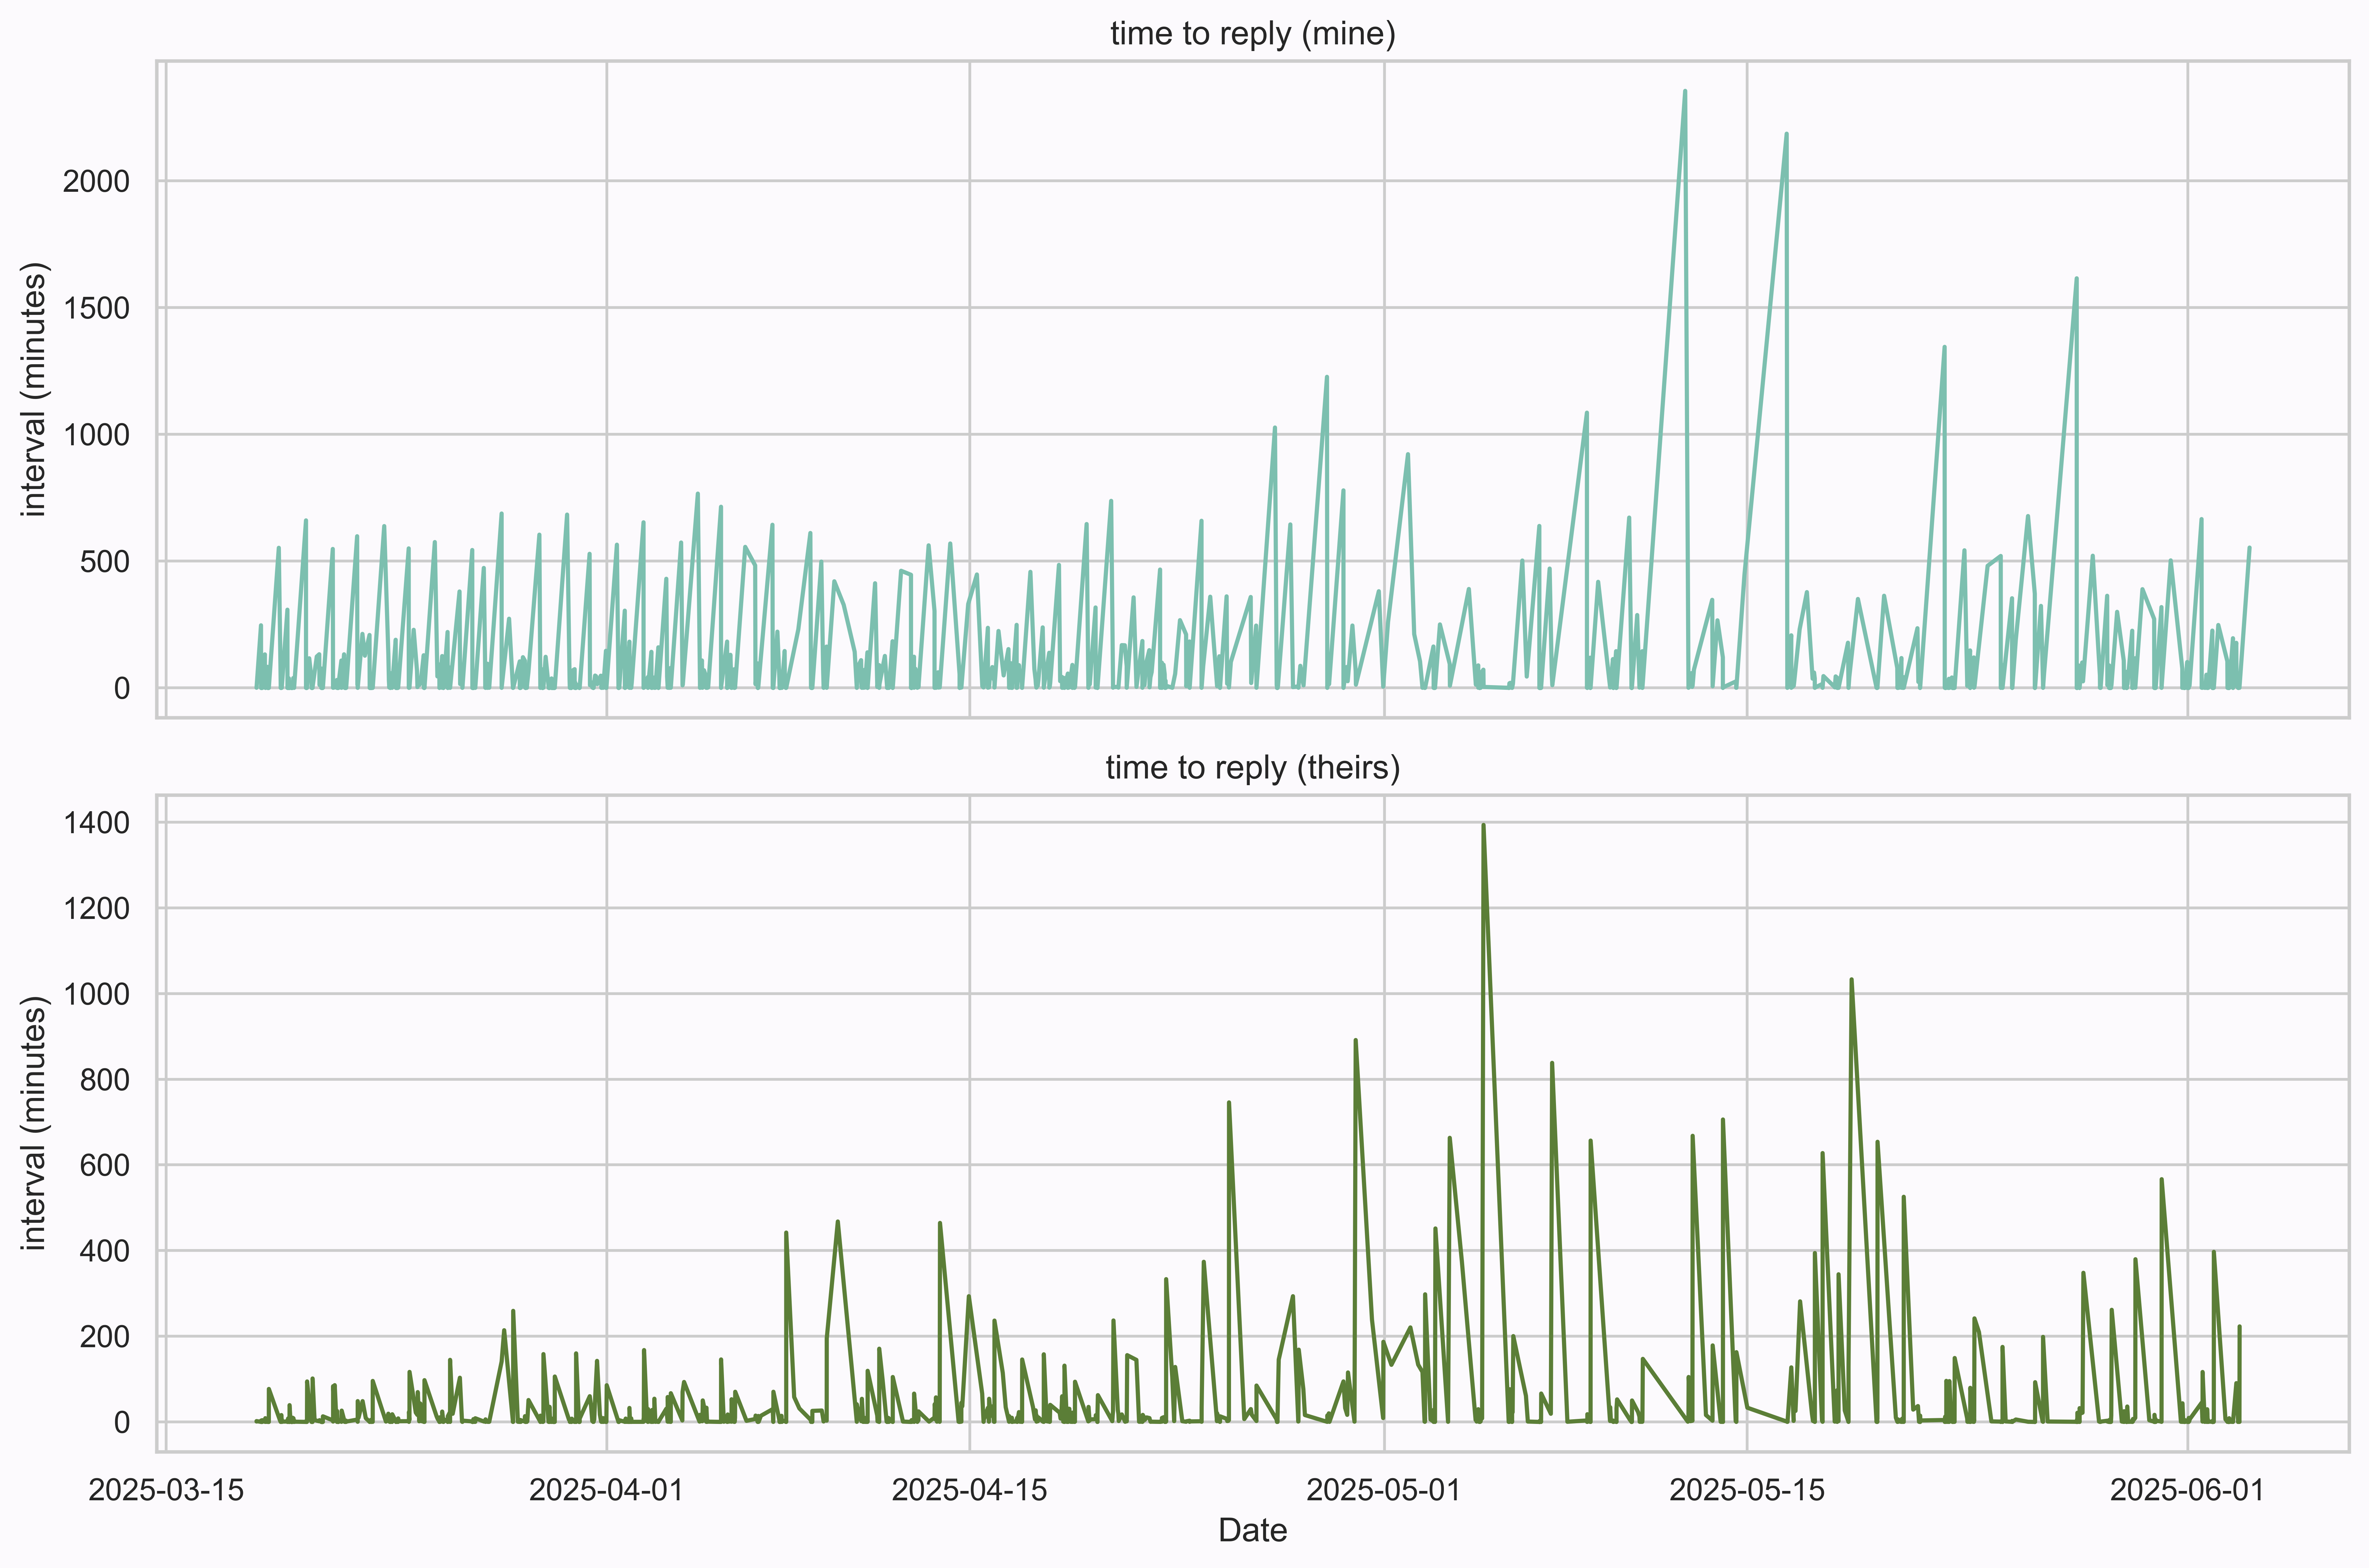 time to reply (mine)
interval (minutes)
2000
1500
1000
500
0
time to reply (theirs)
interval (minutes)
1400
1200
1000
800
600
400
200
0
2025-03-15 2025-04-01 2025-04-15 2025-05-01 2025-05-15 2025-06-01
Date